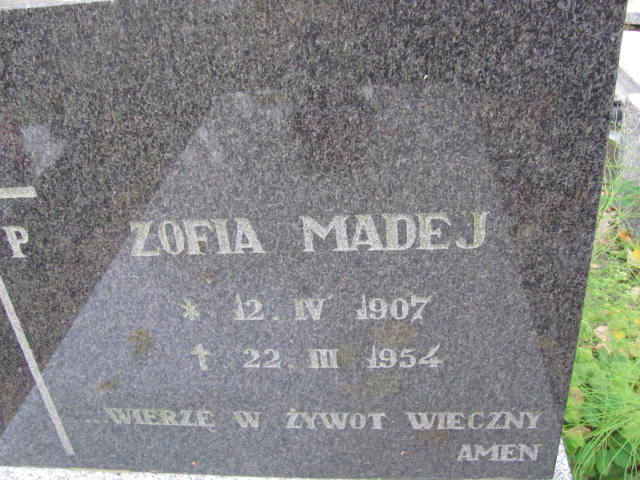 P
ZOFIA MADEJ
* 12. IV 1907
† 22. III 1954
...WIERZĘ W ŻYWOT WIECZNY
AMEN